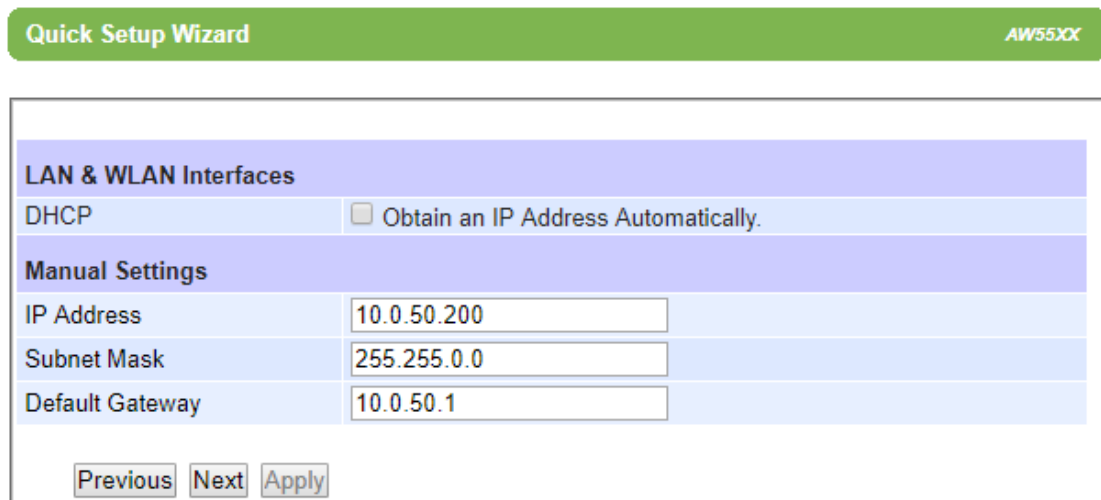 Quick Setup Wizard AW55XX
LAN & WLAN Interfaces
DHCP Obtain an IP Address Automatically.
Manual Settings
IP Address 10.0.50.200
Subnet Mask 255.255.0.0
Default Gateway 10.0.50.1
Previous Next Apply